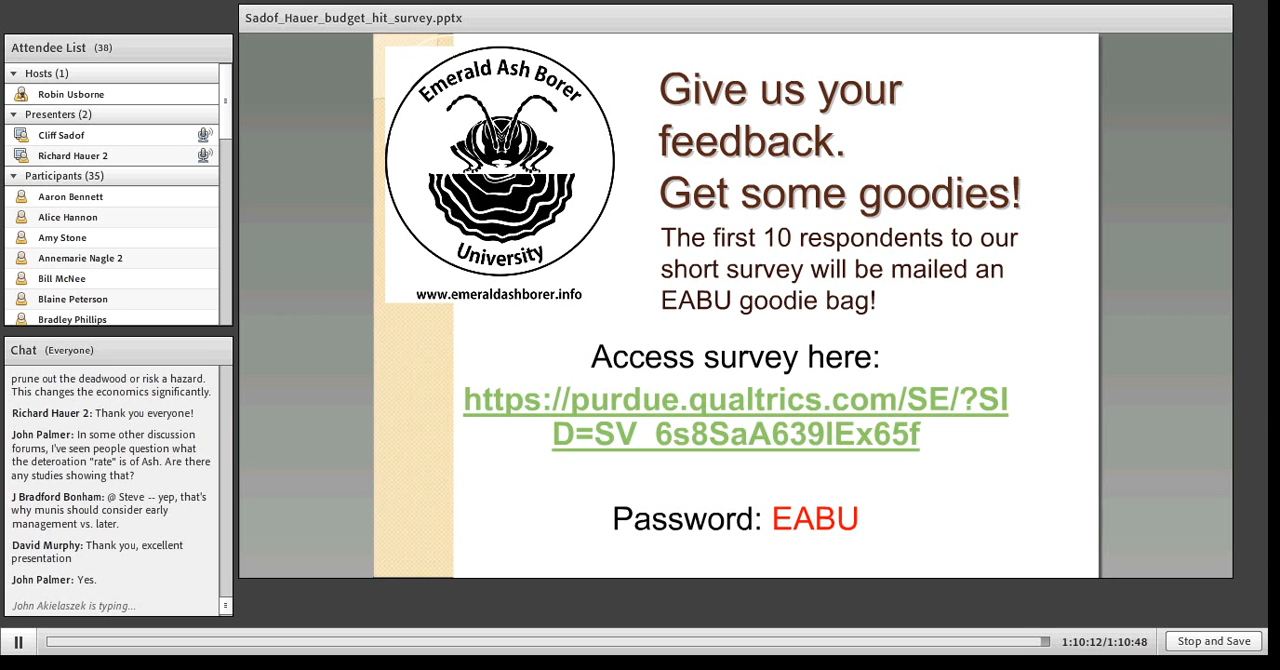 Sadof_Hauer_budget_hit_survey.pptx
Attendee List (38)
Hosts (1)
Robin Usborne
Presenters (2)
Cliff Sadof
Richard Hauer 2
Participants (35)
Aaron Bennett
Alice Hannon
Amy Stone
Annemarie Nagle 2
Bill McNee
Blaine Peterson
Bradley Phillips
Chat (Everyone)
prune out the deadwood or risk a hazard.
This changes the economics significantly.
Richard Hauer 2: Thank you everyone!
John Palmer: In some other discussion
forums, I've seen people question what
the deteroation "rate" is of Ash. Are there
any studies showing that?
J Bradford Bonham: @ Steve -- yep, that's
why munis should consider early
management vs. later.
David Murphy: Thank you, excellent
presentation
John Palmer: Yes.
John Akielaszek is typing...
Emerald Ash Borer
University
www.emeraldashborer.info
Give us your
feedback.
Get some goodies!
The first 10 respondents to our
short survey will be mailed an
EABU goodie bag!
Access survey here:
https://purdue.qualtrics.com/SE/?SI
D=SV_6s8SaA639lEx65f
Password: EABU
1:10:12/1:10:48
Stop and Save